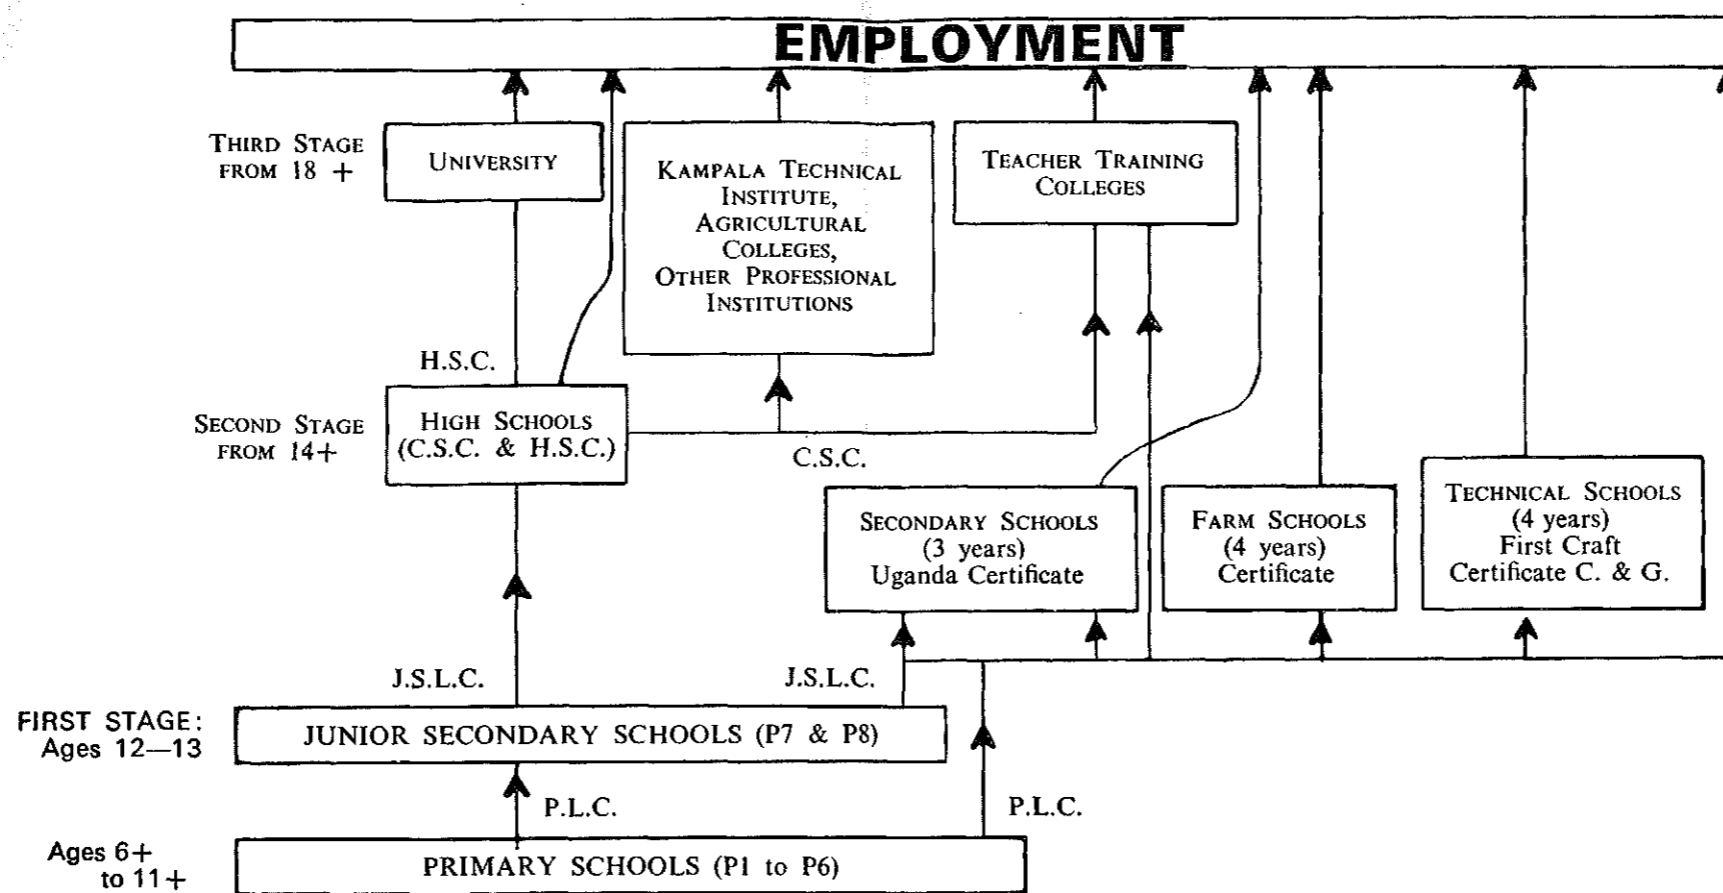 EMPLOYMENT
THIRD STAGE
FROM 18 +
UNIVERSITY
KAMPALA TECHNICAL
INSTITUTE,
AGRICULTURAL
COLLEGES,
OTHER PROFESSIONAL
INSTITUTIONS
TEACHER TRAINING
COLLEGES
H.S.C.
SECOND STAGE
FROM 14+
HIGH SCHOOLS
(C.S.C. & H.S.C.)
C.S.C.
SECONDARY SCHOOLS
(3 years)
Uganda Certificate
FARM SCHOOLS
(4 years)
Certificate
TECHNICAL SCHOOLS
(4 years)
First Craft
Certificate C. & G.
J.S.L.C.
J.S.L.C.
FIRST STAGE:
Ages 12—13
JUNIOR SECONDARY SCHOOLS (P7 & P8)
P.L.C.
P.L.C.
Ages 6+
to 11+
PRIMARY SCHOOLS (P1 to P6)